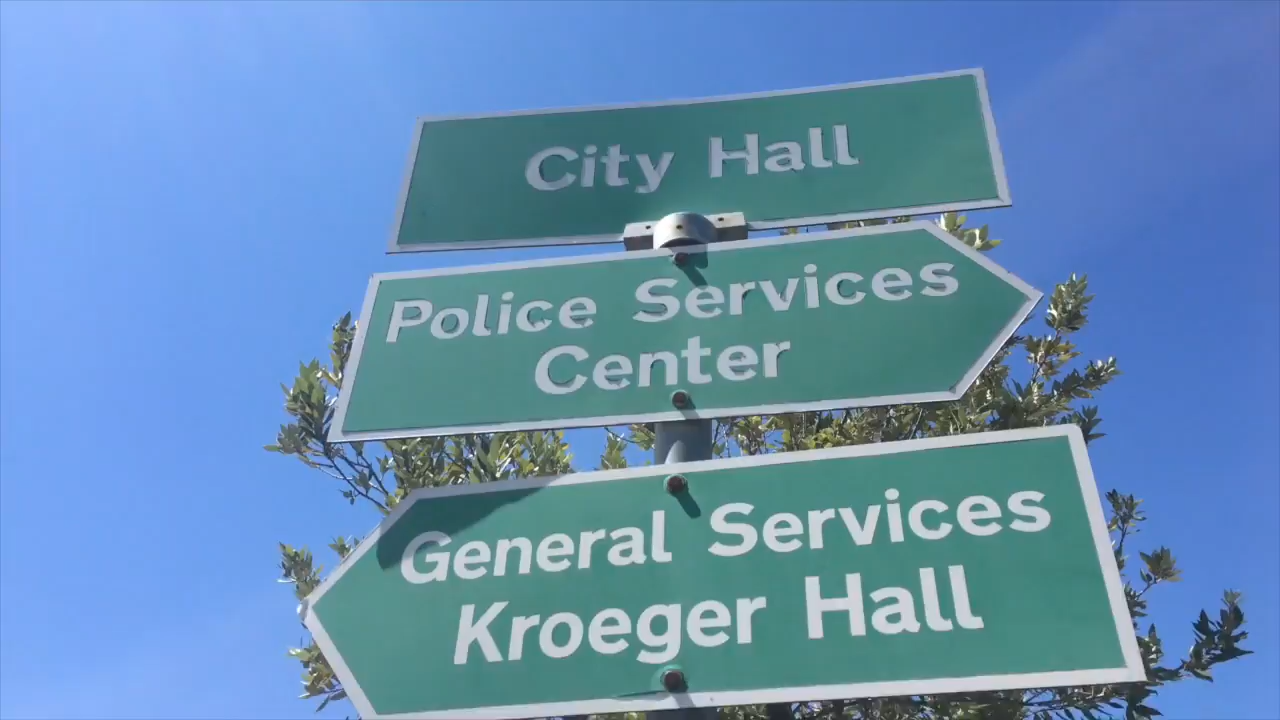 City Hall
Police Services
Center
General Services
Kroeger Hall